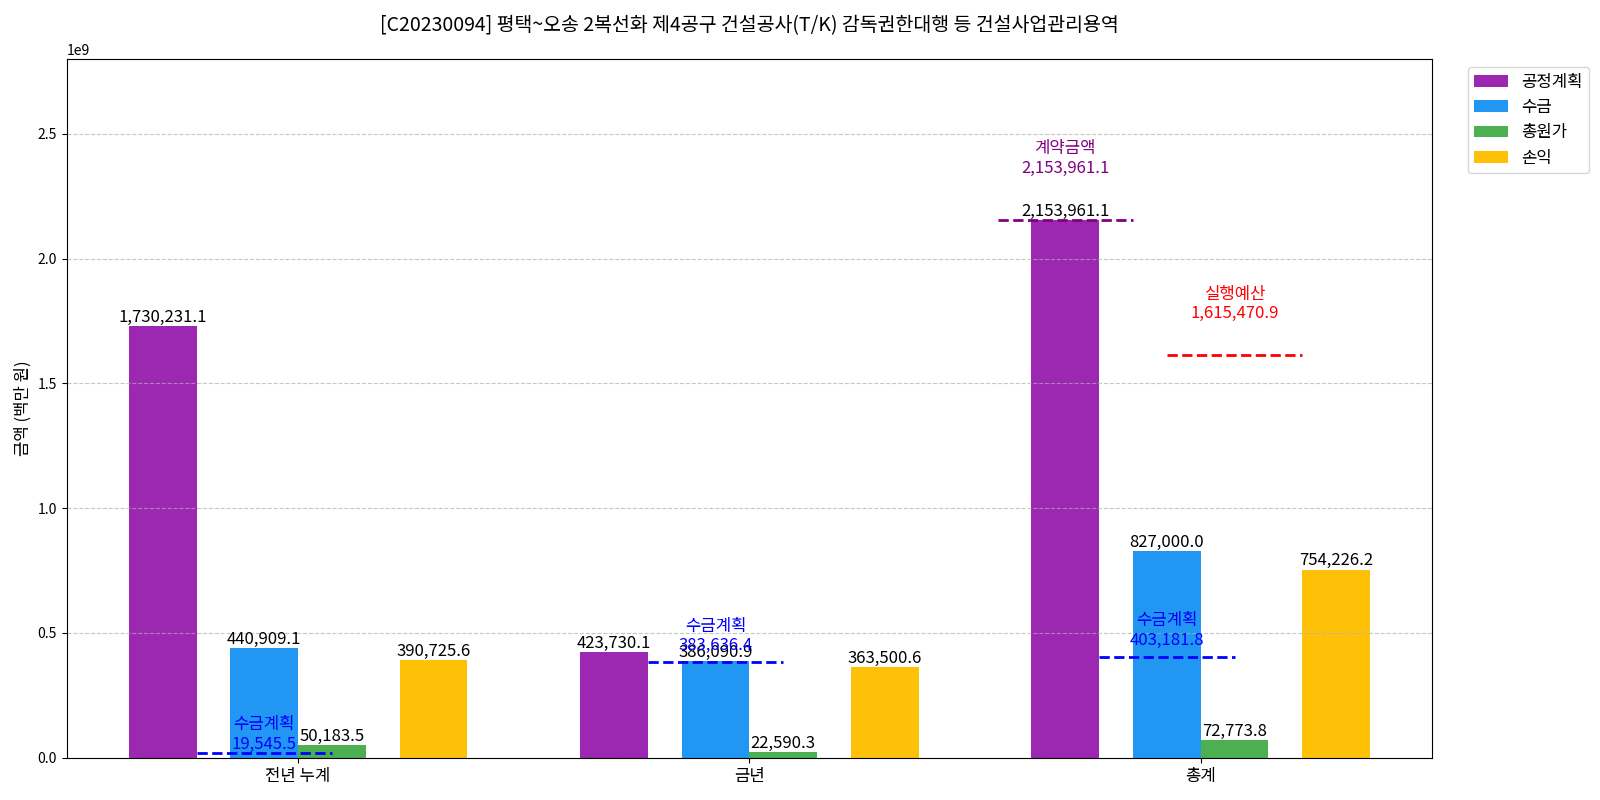 [C20230094] 평택~오송 2복선화 제4공구 건설공사(T/K) 감독권한대행 등 건설사업관리용역
1e9
공정계획
수금
총원가
손익
2.5
계약금액
2,153,961.1
2,153,961.1
2.0
실행예산
1,615,470.9
1,730,231.1
1.5
금액 (백만 원)
1.0
827,000.0
754,226.2
0.5
440,909.1
390,725.6
수금계획
383,636.4
423,730.1
386,090.9
363,500.6
수금계획
403,181.8
수금계획
19,545.5
50,183.5
22,590.3
72,773.8
0.0
전년 누계
금년
총계